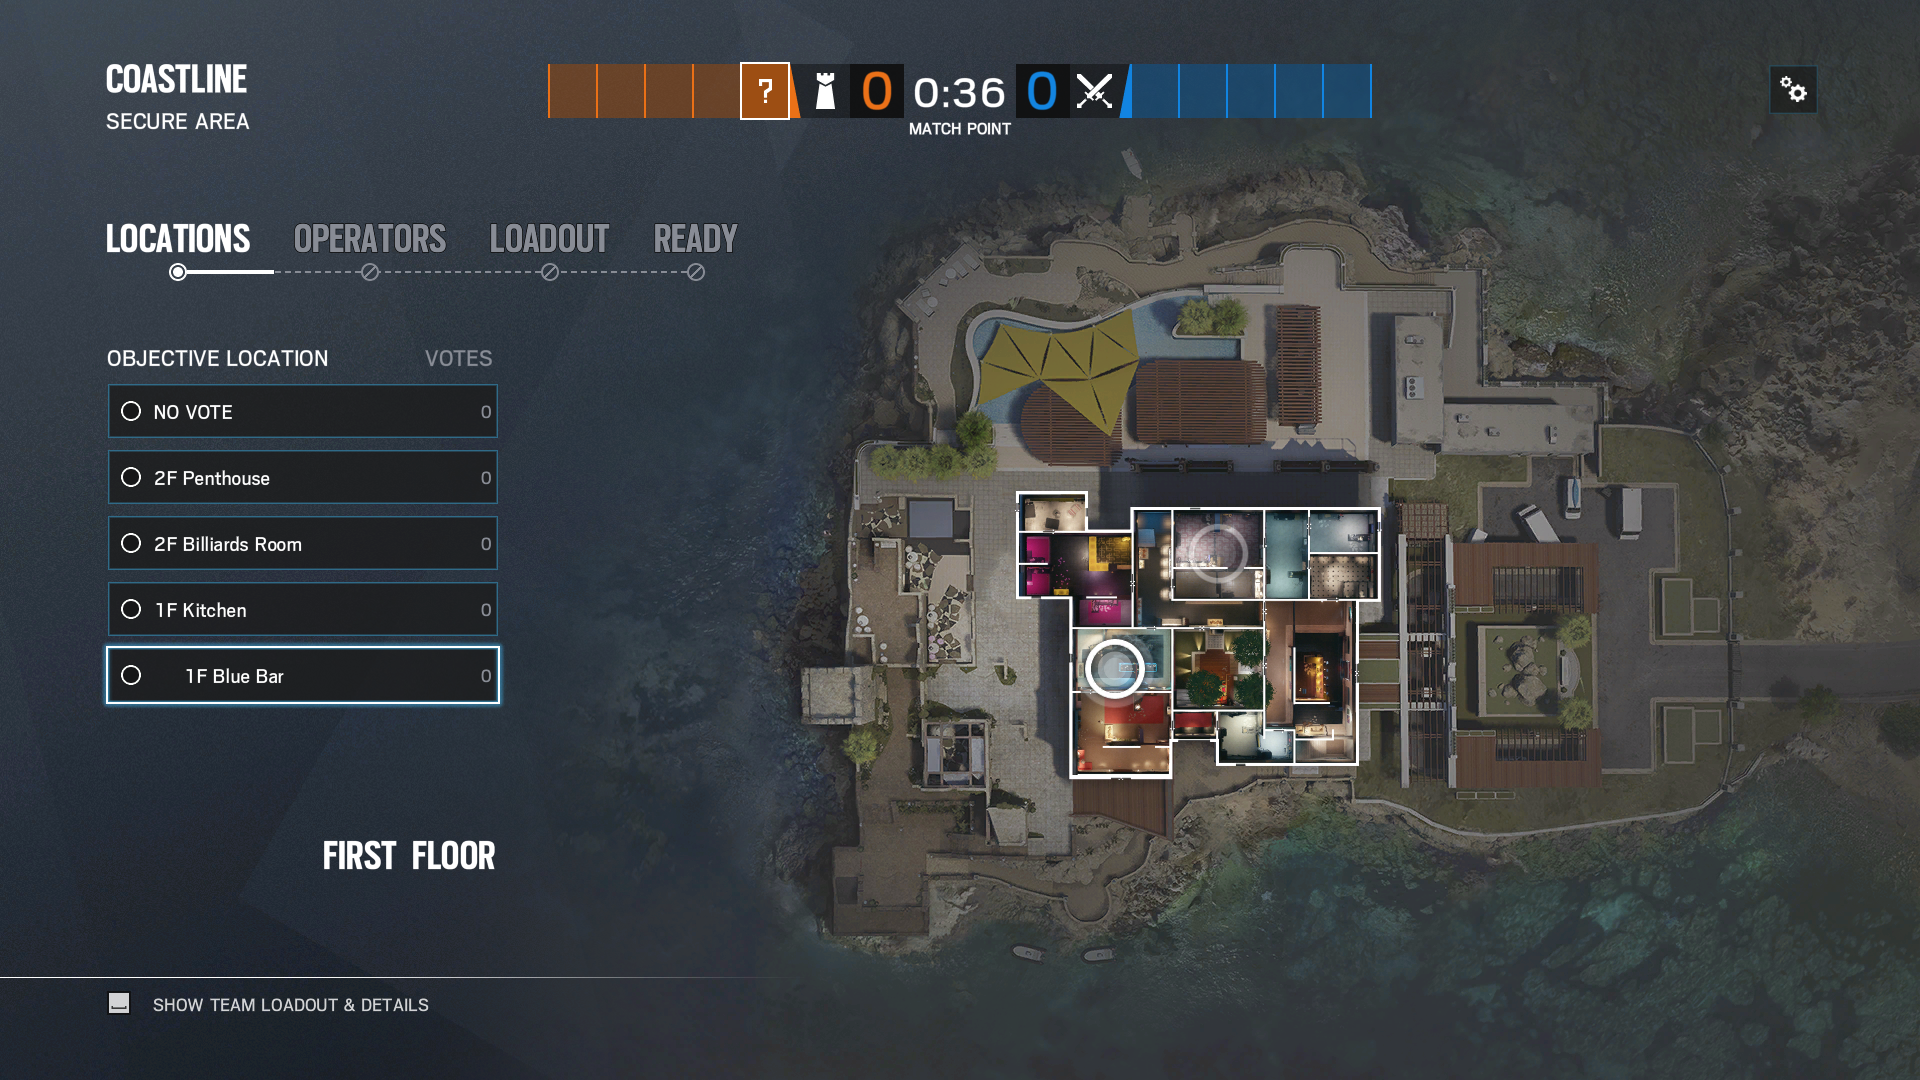 COASTLINE
SECURE AREA
?
0
0:36
0
MATCH POINT
LOCATIONS
OPERATORS
LOADOUT
READY
OBJECTIVE LOCATION
VOTES
NO VOTE
0
2F Penthouse
0
2F Billiards Room
0
1F Kitchen
0
1F Blue Bar
0
FIRST FLOOR
SHOW TEAM LOADOUT & DETAILS